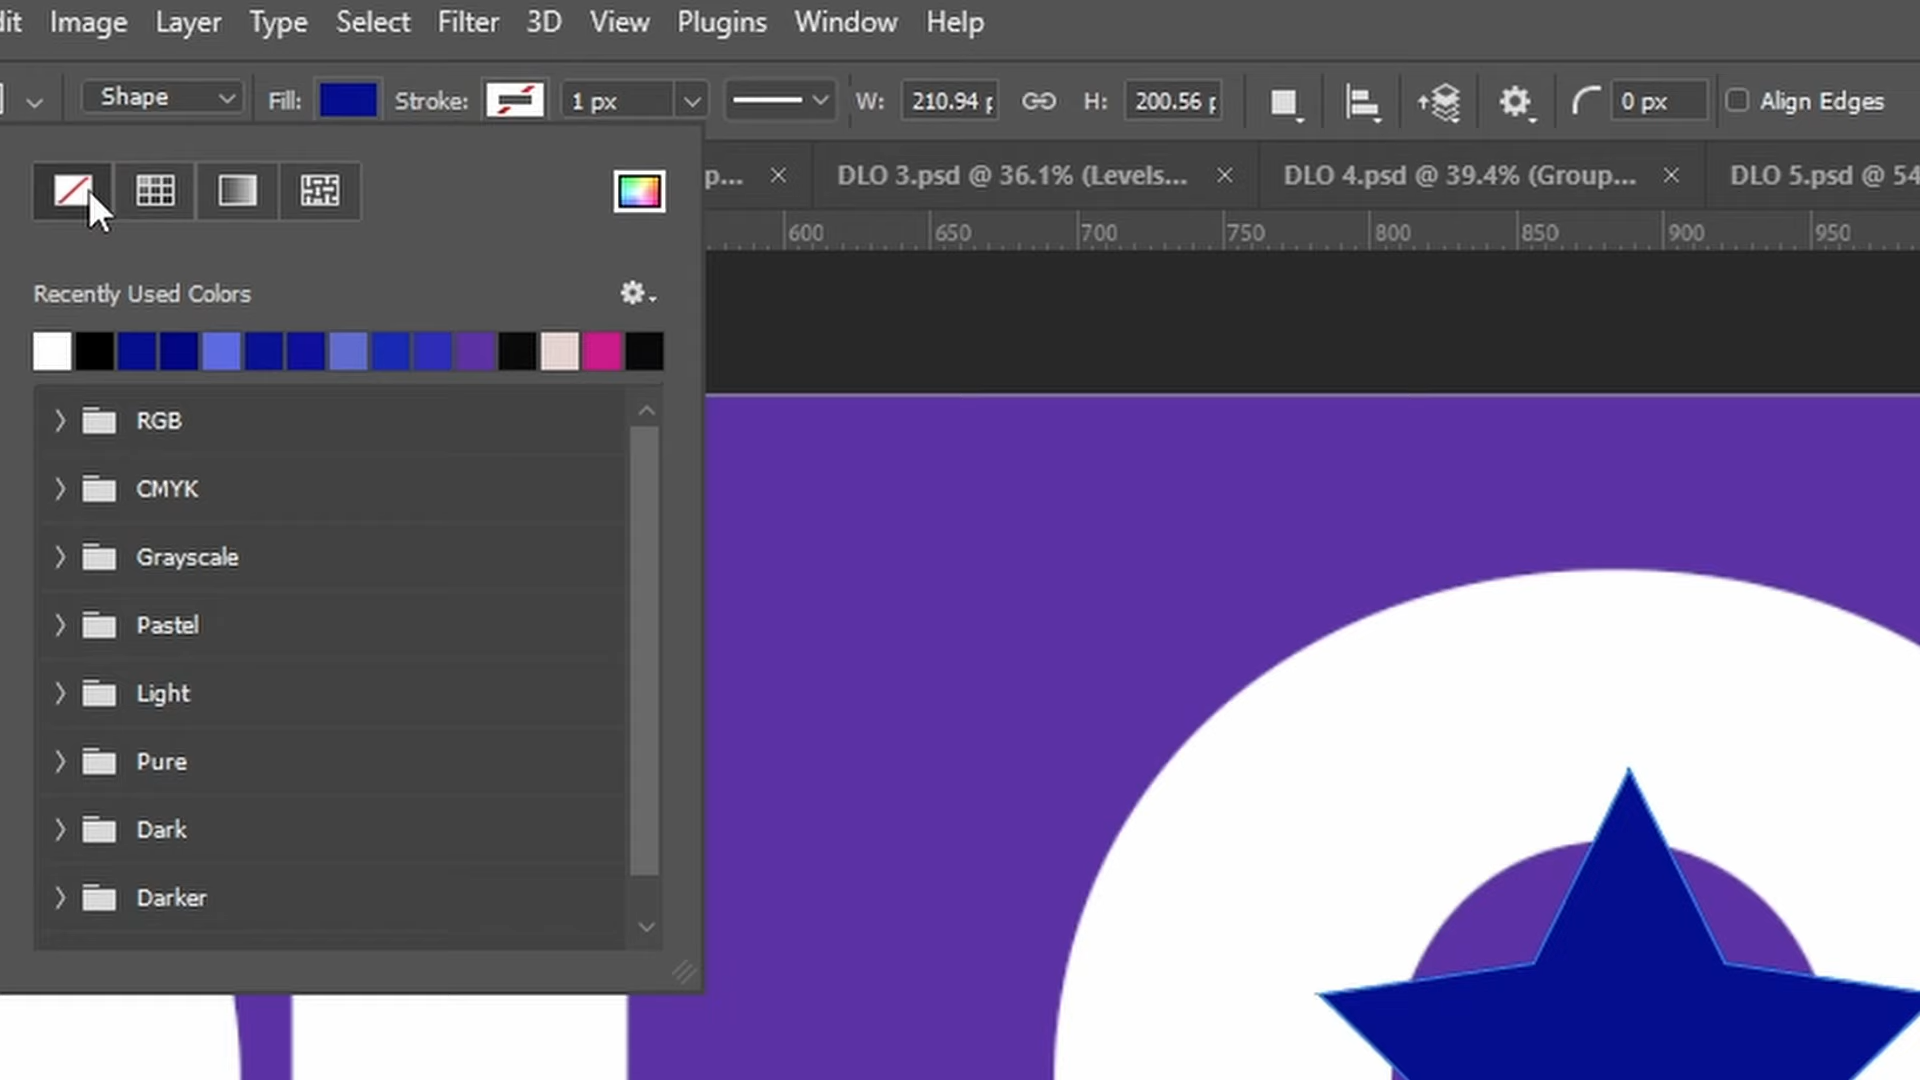 dit Image Layer Type Select Filter 3D View Plugins Window Help
Shape Fill: Stroke: 1 px W: 210.94 p H: 200.56 p 0 px Align Edges
p... × DLO 3.psd @ 36.1% (Levels... × DLO 4.psd @ 39.4% (Group... × DLO 5.psd @ 54
600 650 700 750 800 850 900 950
Recently Used Colors
RGB
CMYK
Grayscale
Pastel
Light
Pure
Dark
Darker